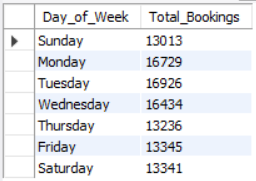 Day_of_Week Total_Bookings
Sunday 13013
Monday 16729
Tuesday 16926
Wednesday 16434
Thursday 13236
Friday 13345
Saturday 13341